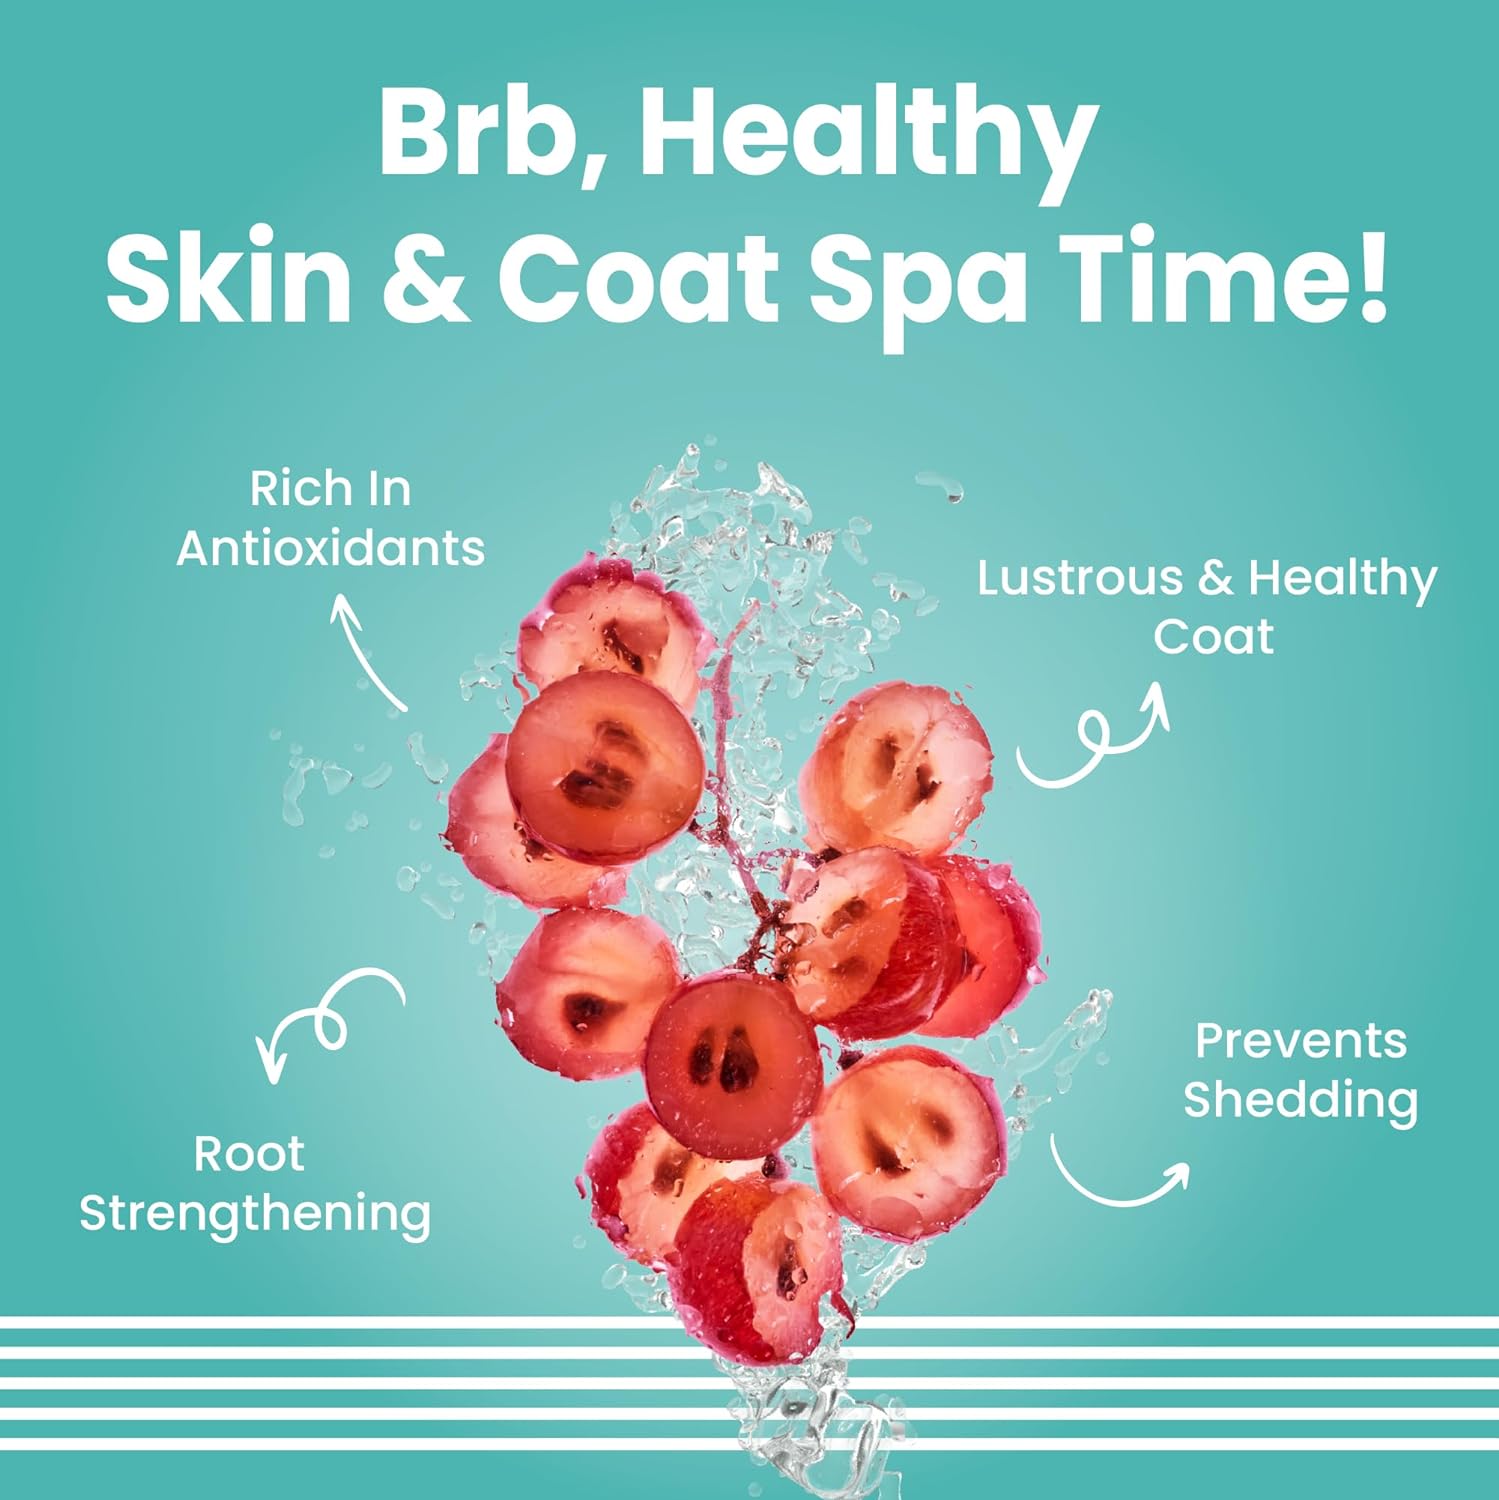 Brb, Healthy
Skin & Coat Spa Time!
Rich In
Antioxidants
Lustrous & Healthy
Coat
Root
Strengthening
Prevents
Shedding